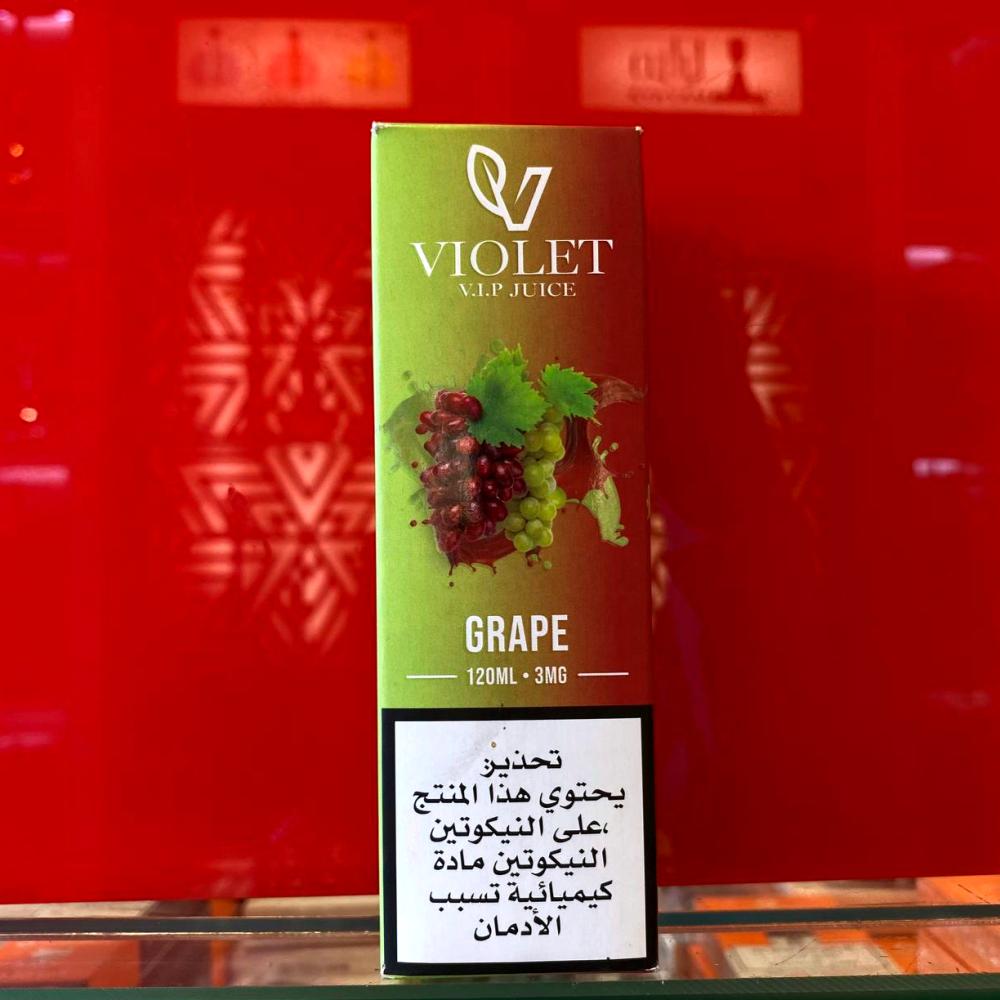 VIOLET
V.I.P JUICE
GRAPE
120ML • 3MG
تحذير:
يحتوي هذا المنتج
على النيكوتين،
النيكوتين مادة
كيميائية تسبب
الأدمان